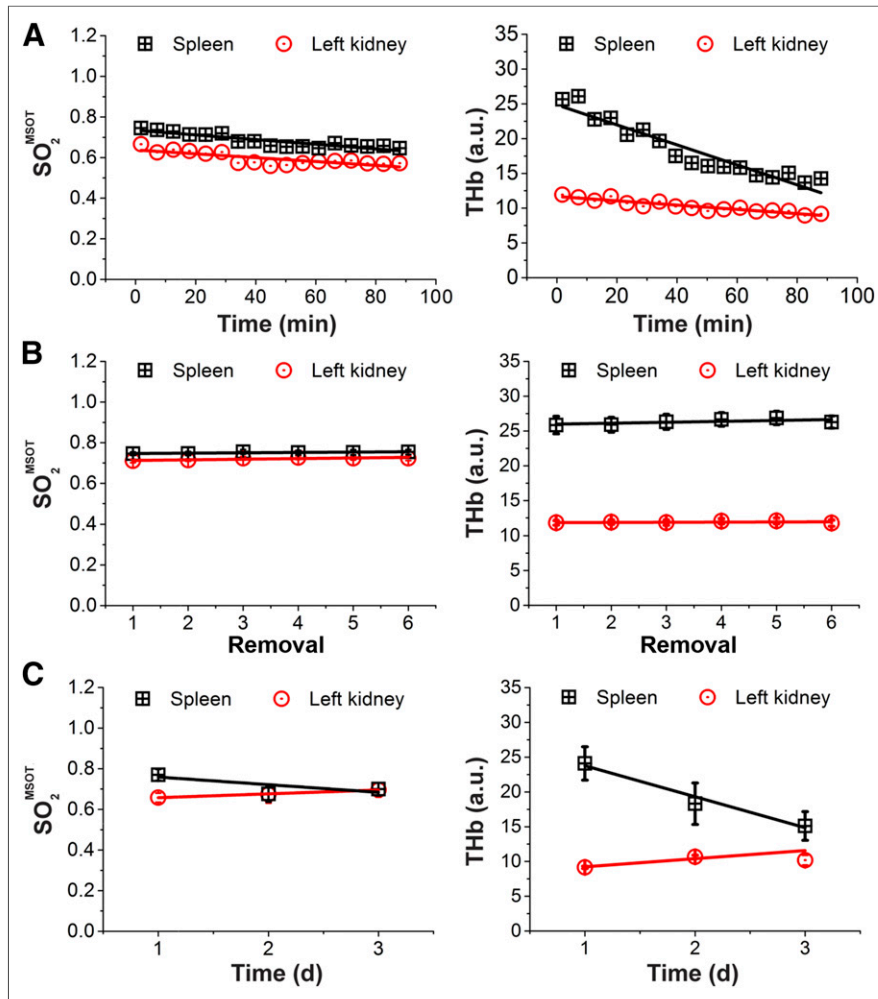 A
Spleen Left kidney
SO2MSOT
1.2
1.0
0.8
0.6
0.4
0.2
0.0
0 20 40 60 80 100
Time (min)
Spleen Left kidney
THb (a.u.)
35
30
25
20
15
10
5
0
0 20 40 60 80 100
Time (min)
B
Spleen Left kidney
SO2MSOT
1.2
1.0
0.8
0.6
0.4
0.2
0.0
1 2 3 4 5 6
Removal
Spleen Left kidney
THb (a.u.)
35
30
25
20
15
10
5
0
1 2 3 4 5 6
Removal
C
Spleen Left kidney
SO2MSOT
1.2
1.0
0.8
0.6
0.4
0.2
0.0
1 2 3
Time (d)
Spleen Left kidney
THb (a.u.)
35
30
25
20
15
10
5
0
1 2 3
Time (d)